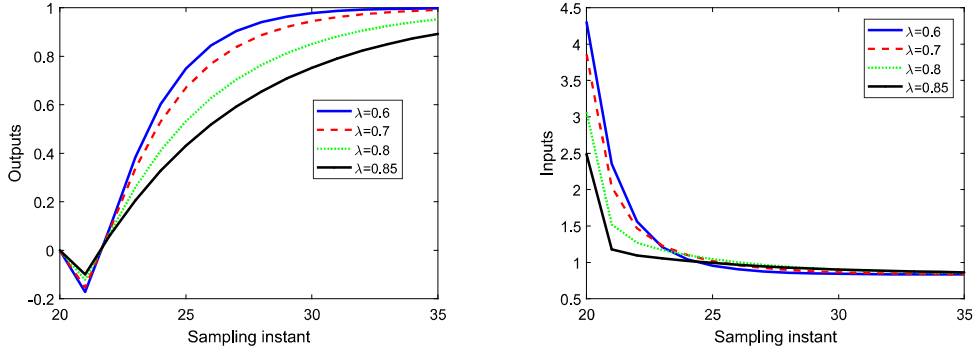 1
0.8
0.6
0.4
0.2
0
-0.2
Outputs
20
25
30
35
Sampling instant
λ=0.6
λ=0.7
λ=0.8
λ=0.85
4.5
4
3.5
3
2.5
2
1.5
1
0.5
Inputs
20
25
30
35
Sampling instant
λ=0.6
λ=0.7
λ=0.8
λ=0.85